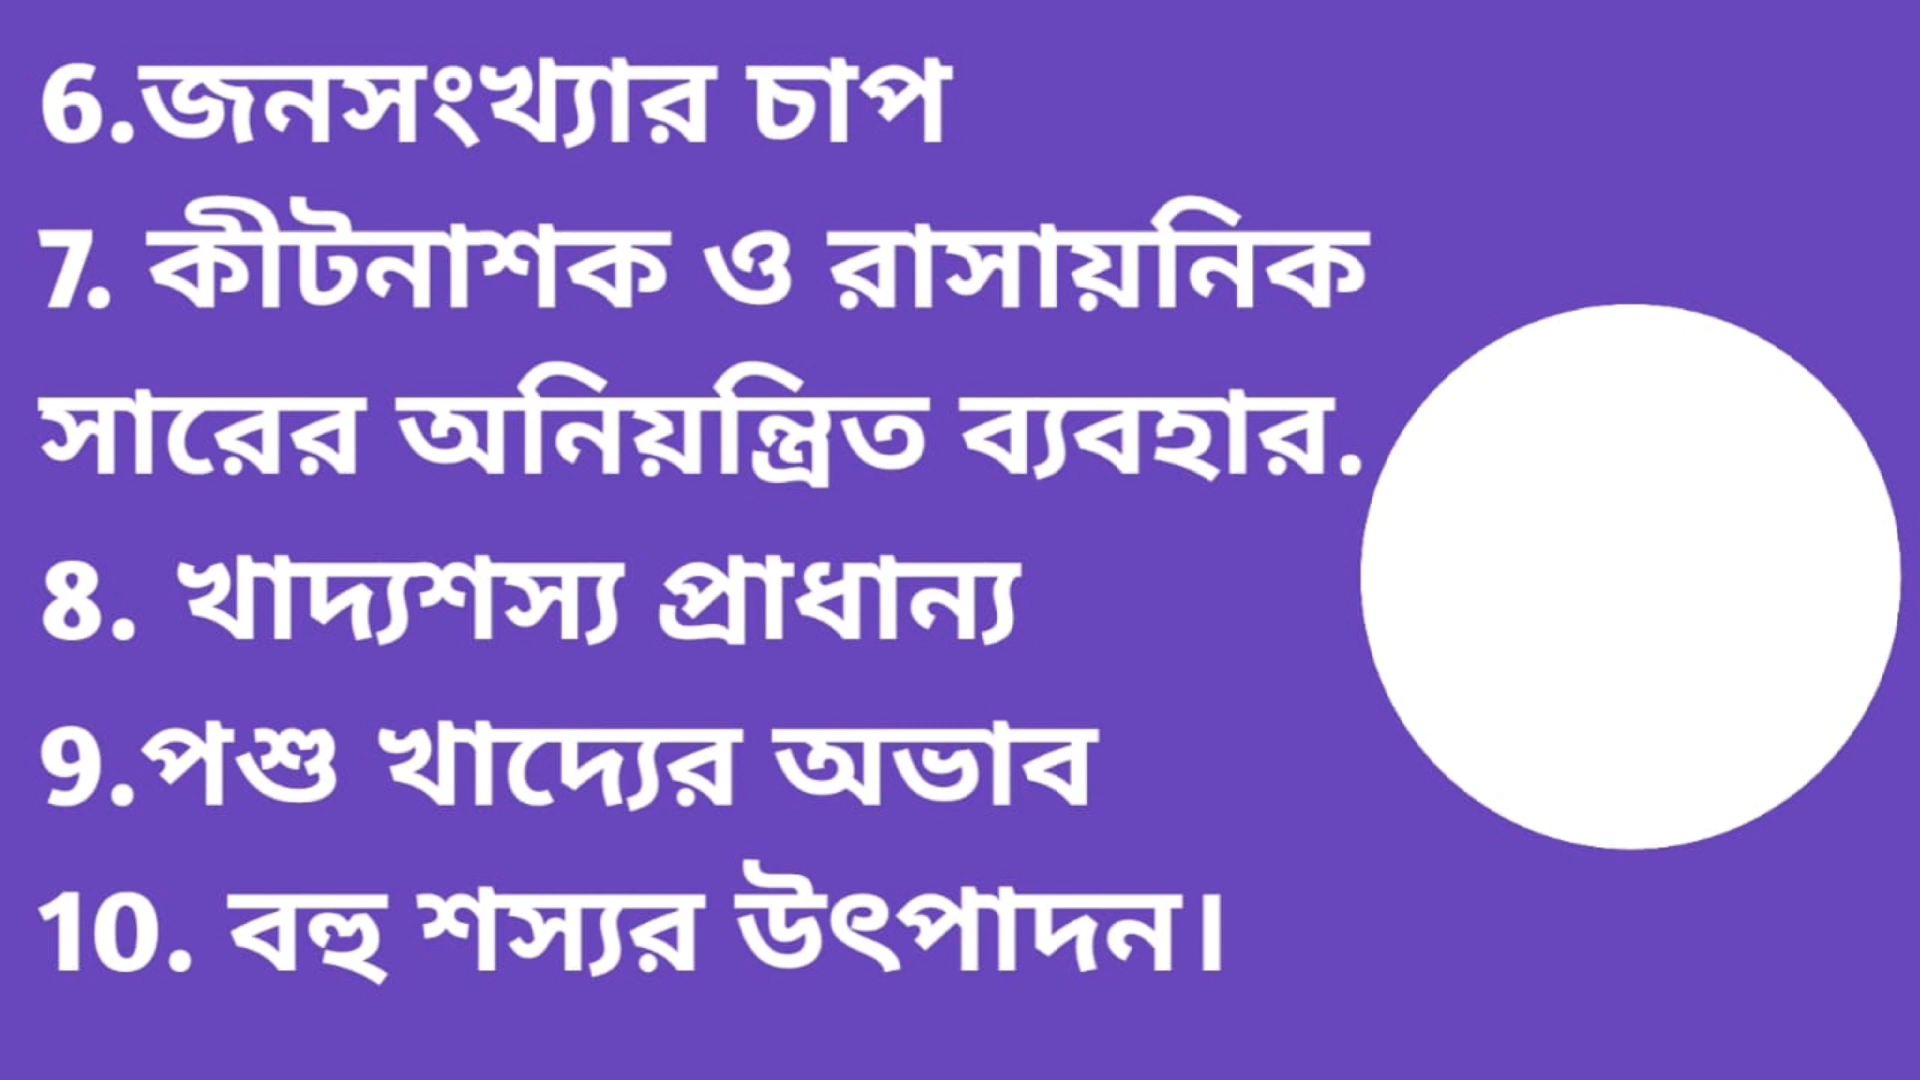 6.জনসংখ্যার চাপ
7. কীটনাশক ও রাসায়নিক
সারের অনিয়ন্ত্রিত ব্যবহার.
8. খাদ্যশস্য প্রাধান্য
9.পশু খাদ্যের অভাব
10. বহু শস্যর উৎপাদন।